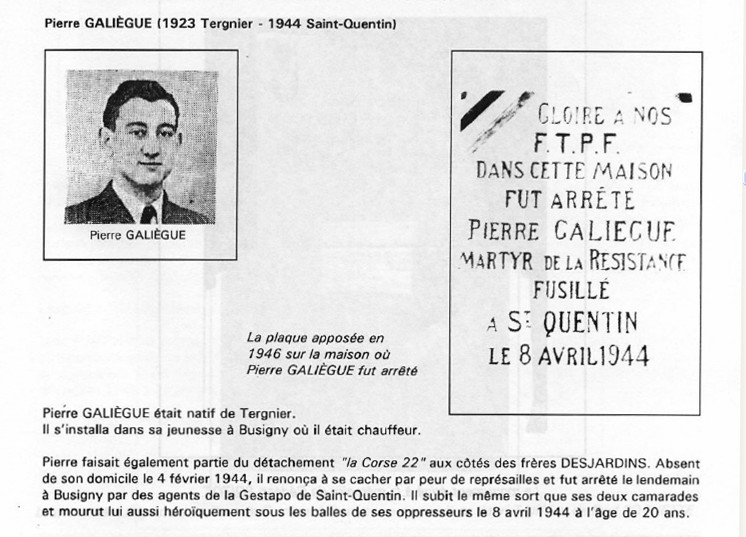 Pierre GALIÈGUE (1923 Tergnier - 1944 Saint-Quentin)
Pierre GALIÈGUE
GLOIRE A NOS
F.T.P.F.
DANS CETTE MAISON
FUT ARRÊTÉ
PIERRE GALIEGUE
MARTYR DE LA RESISTANCE
FUSILLÉ
A ST QUENTIN
LE 8 AVRIL 1944
La plaque apposée en
1946 sur la maison où
Pierre GALIÈGUE fut arrêté
Pierre GALIÈGUE était natif de Tergnier.
Il s'installa dans sa jeunesse à Busigny où il était chauffeur.
Pierre faisait également partie du détachement "la Corse 22" aux côtés des frères DESJARDINS. Absent
de son domicile le 4 février 1944, il renonça à se cacher par peur de représailles et fut arrêté le lendemain
à Busigny par des agents de la Gestapo de Saint-Quentin. Il subit le même sort que ses deux camarades
et mourut lui aussi héroïquement sous les balles de ses oppresseurs le 8 avril 1944 à l'âge de 20 ans.